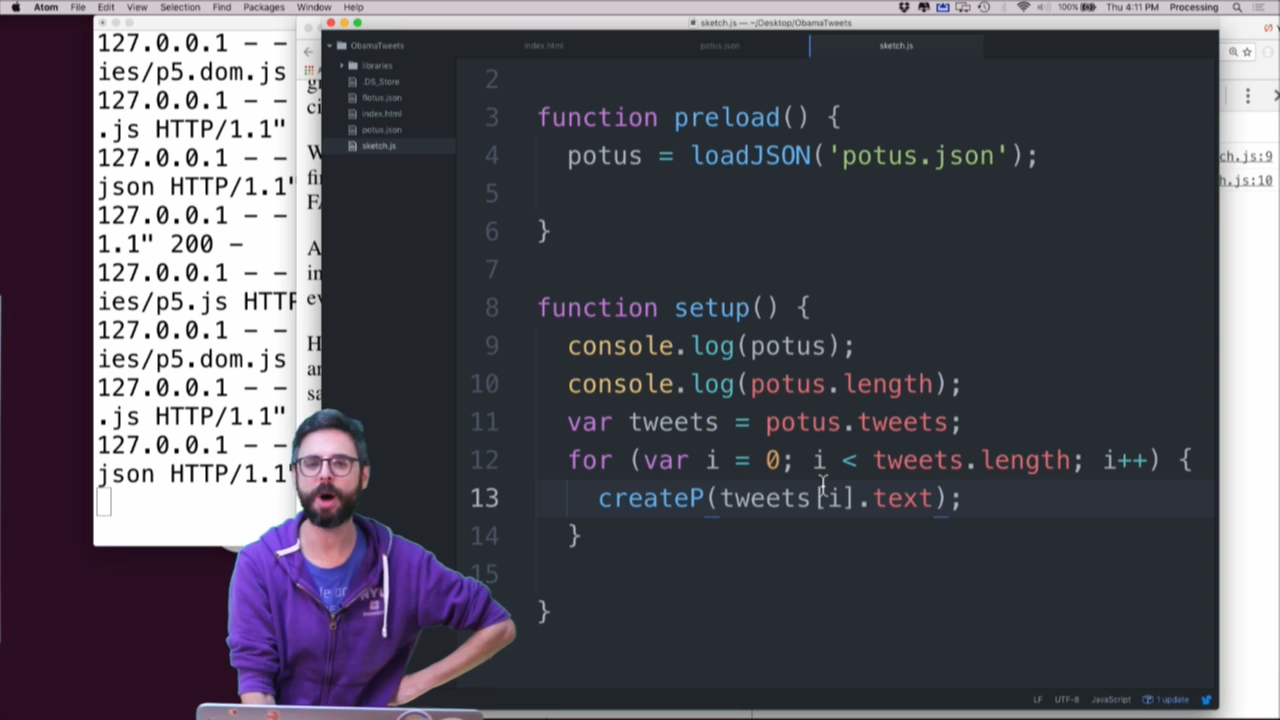 Atom File Edit View Selection Find Packages Window Help
100% Thu 4:11 PM Processing
sketch.js — ~/Desktop/ObamaTweets
127.0.0.1 – –
ies/p5.dom.js
127.0.0.1 – –
.js HTTP/1.1"
127.0.0.1 – –
json HTTP/1.1"
127.0.0.1 – –
1.1" 200 –
127.0.0.1 – –
ies/p5.js HTTP
127.0.0.1 – –
ies/p5.dom.js
127.0.0.1 – –
.js HTTP/1.1"
127.0.0.1 – –
json HTTP/1.1"
ObamaTweets
libraries
.DS_Store
flotus.json
index.html
potus.json
sketch.js
index.html
potus.json
sketch.js
2
3 function preload() {
4 potus = loadJSON('potus.json');
5
6 }
7
8 function setup() {
9 console.log(potus);
10 console.log(potus.length);
11 var tweets = potus.tweets;
12 for (var i = 0; i < tweets.length; i++) {
13 createP(tweets[i].text);
14 }
15
}
ch.js:9
h.js:10
LF UTF-8 JavaScript 1 update